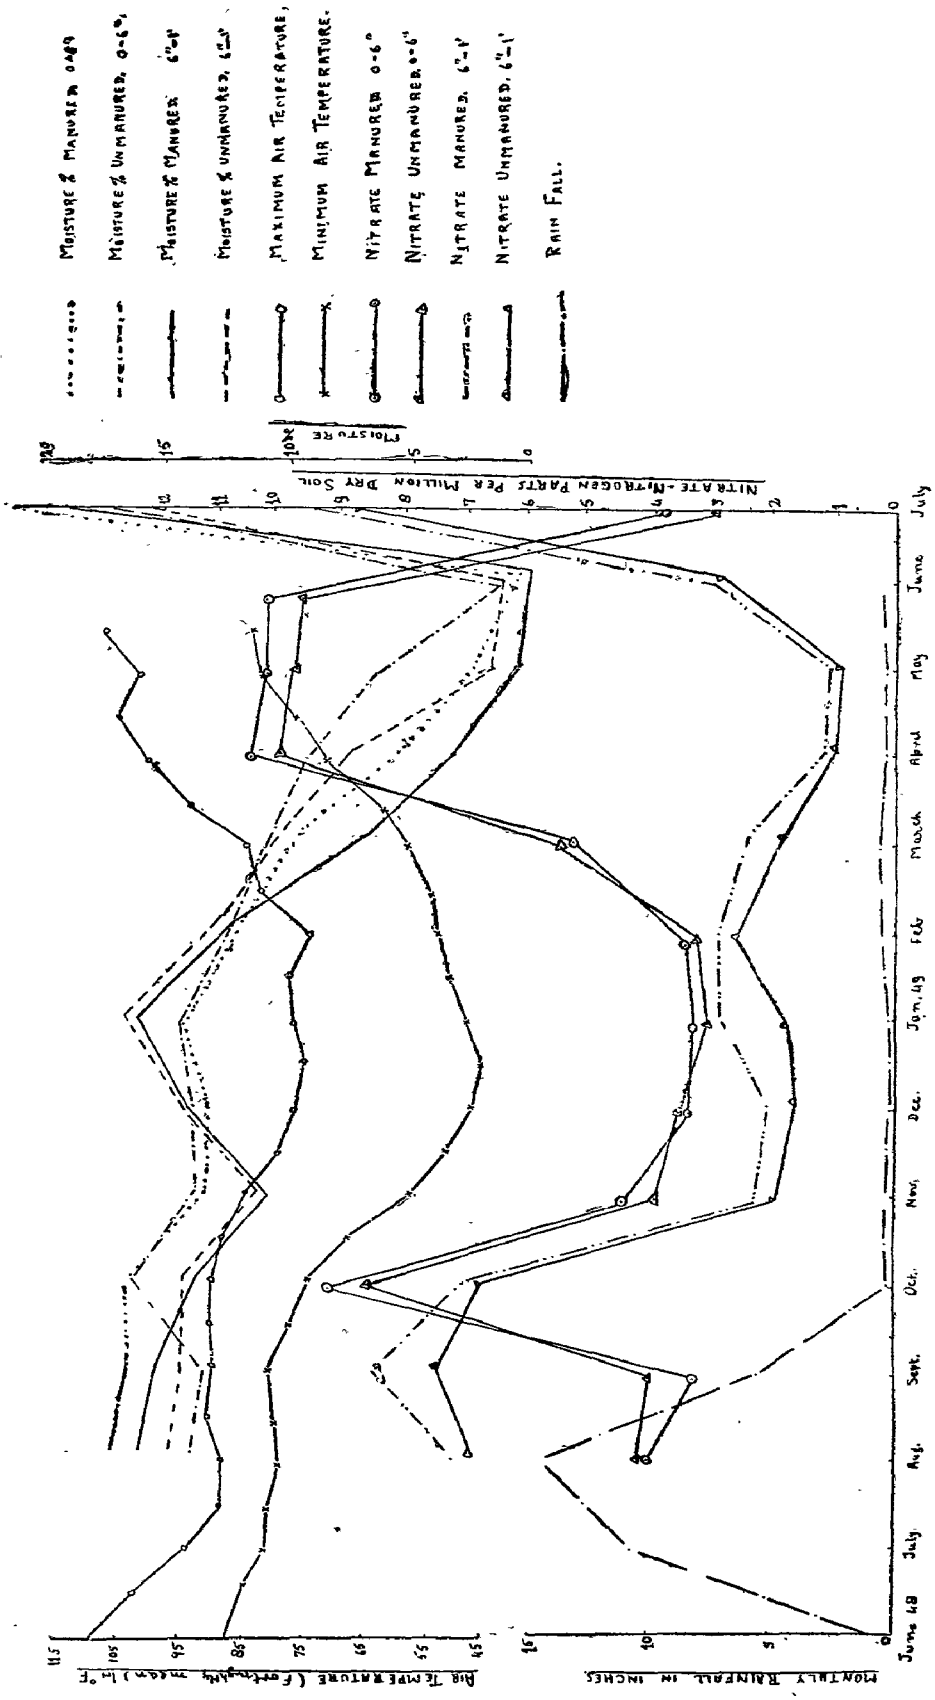 MOISTURE % MANURED
MOISTURE % UNMANURED. 0-6",
MOISTURE % MANURED 6"-1'
MOISTURE % UNMANURED, 6"-1'
MAXIMUM AIR TEMPERATURE,
MINIMUM AIR TEMPERATURE.
NITRATE MANURED 0-6"
NITRATE, UNMANURED, 0-6"
NITRATE MANURED, 6"-1'
NITRATE UNMANURED, 6"-1'
RAIN FALL.
MOISTURE
15
5
0
NITRATE-NITROGEN PARTS PER MILLION DRY SOIL
12
11
10
9
8
7
6
5
4
3
2
1
0
AIR TEMPERATURE (Fortnightly mean) in °F
115
105
95
85
75
65
55
45
MONTHLY RAINFALL IN INCHES
15
10
5
0
June 48
July.
Aug.
Sept.
Oct.
Nov.
Dec.
Jan. 49
Feb
March
April
May
June
July